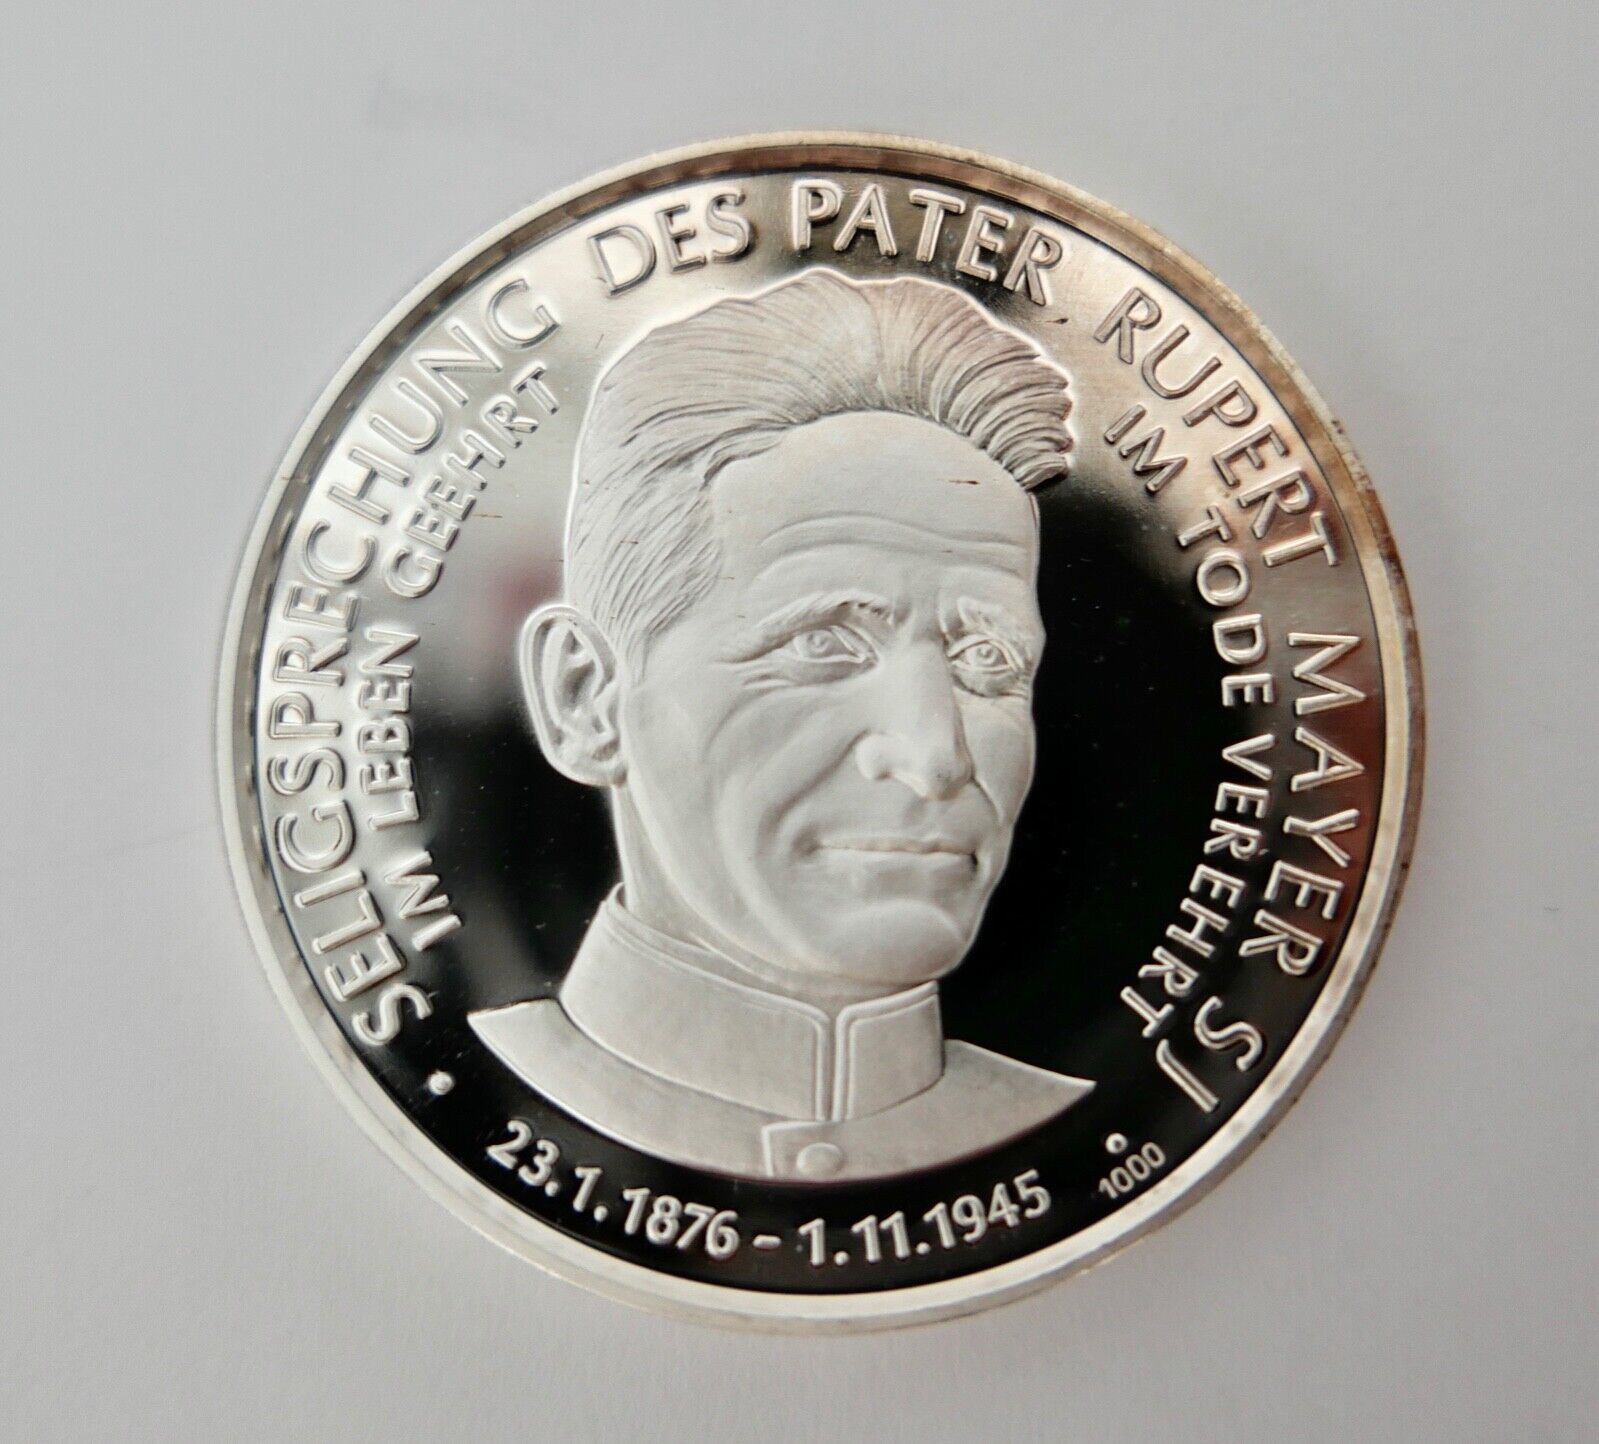 SELIGSPRECHUNG DES PATER RUPERT MAYER SJ
IM LEBEN GEEHRT
IM TODE VEREHRT
23.1.1876 - 1.11.1945
1000